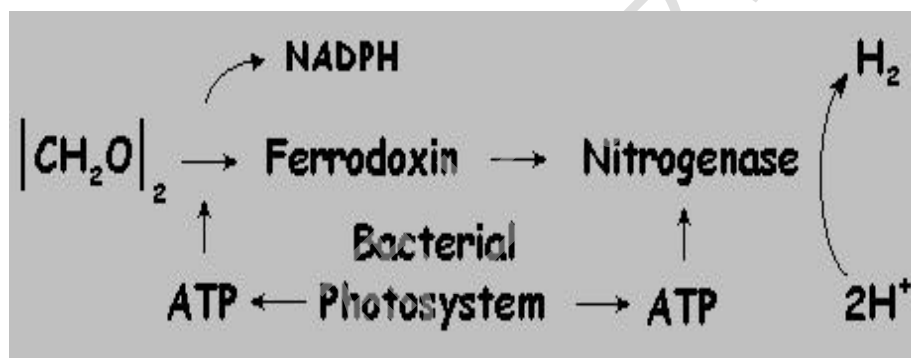 NADPH
H₂
|CH₂O|₂ → Ferrodoxin → Nitrogenase
Bacterial
ATP ← Photosystem → ATP
2H⁺